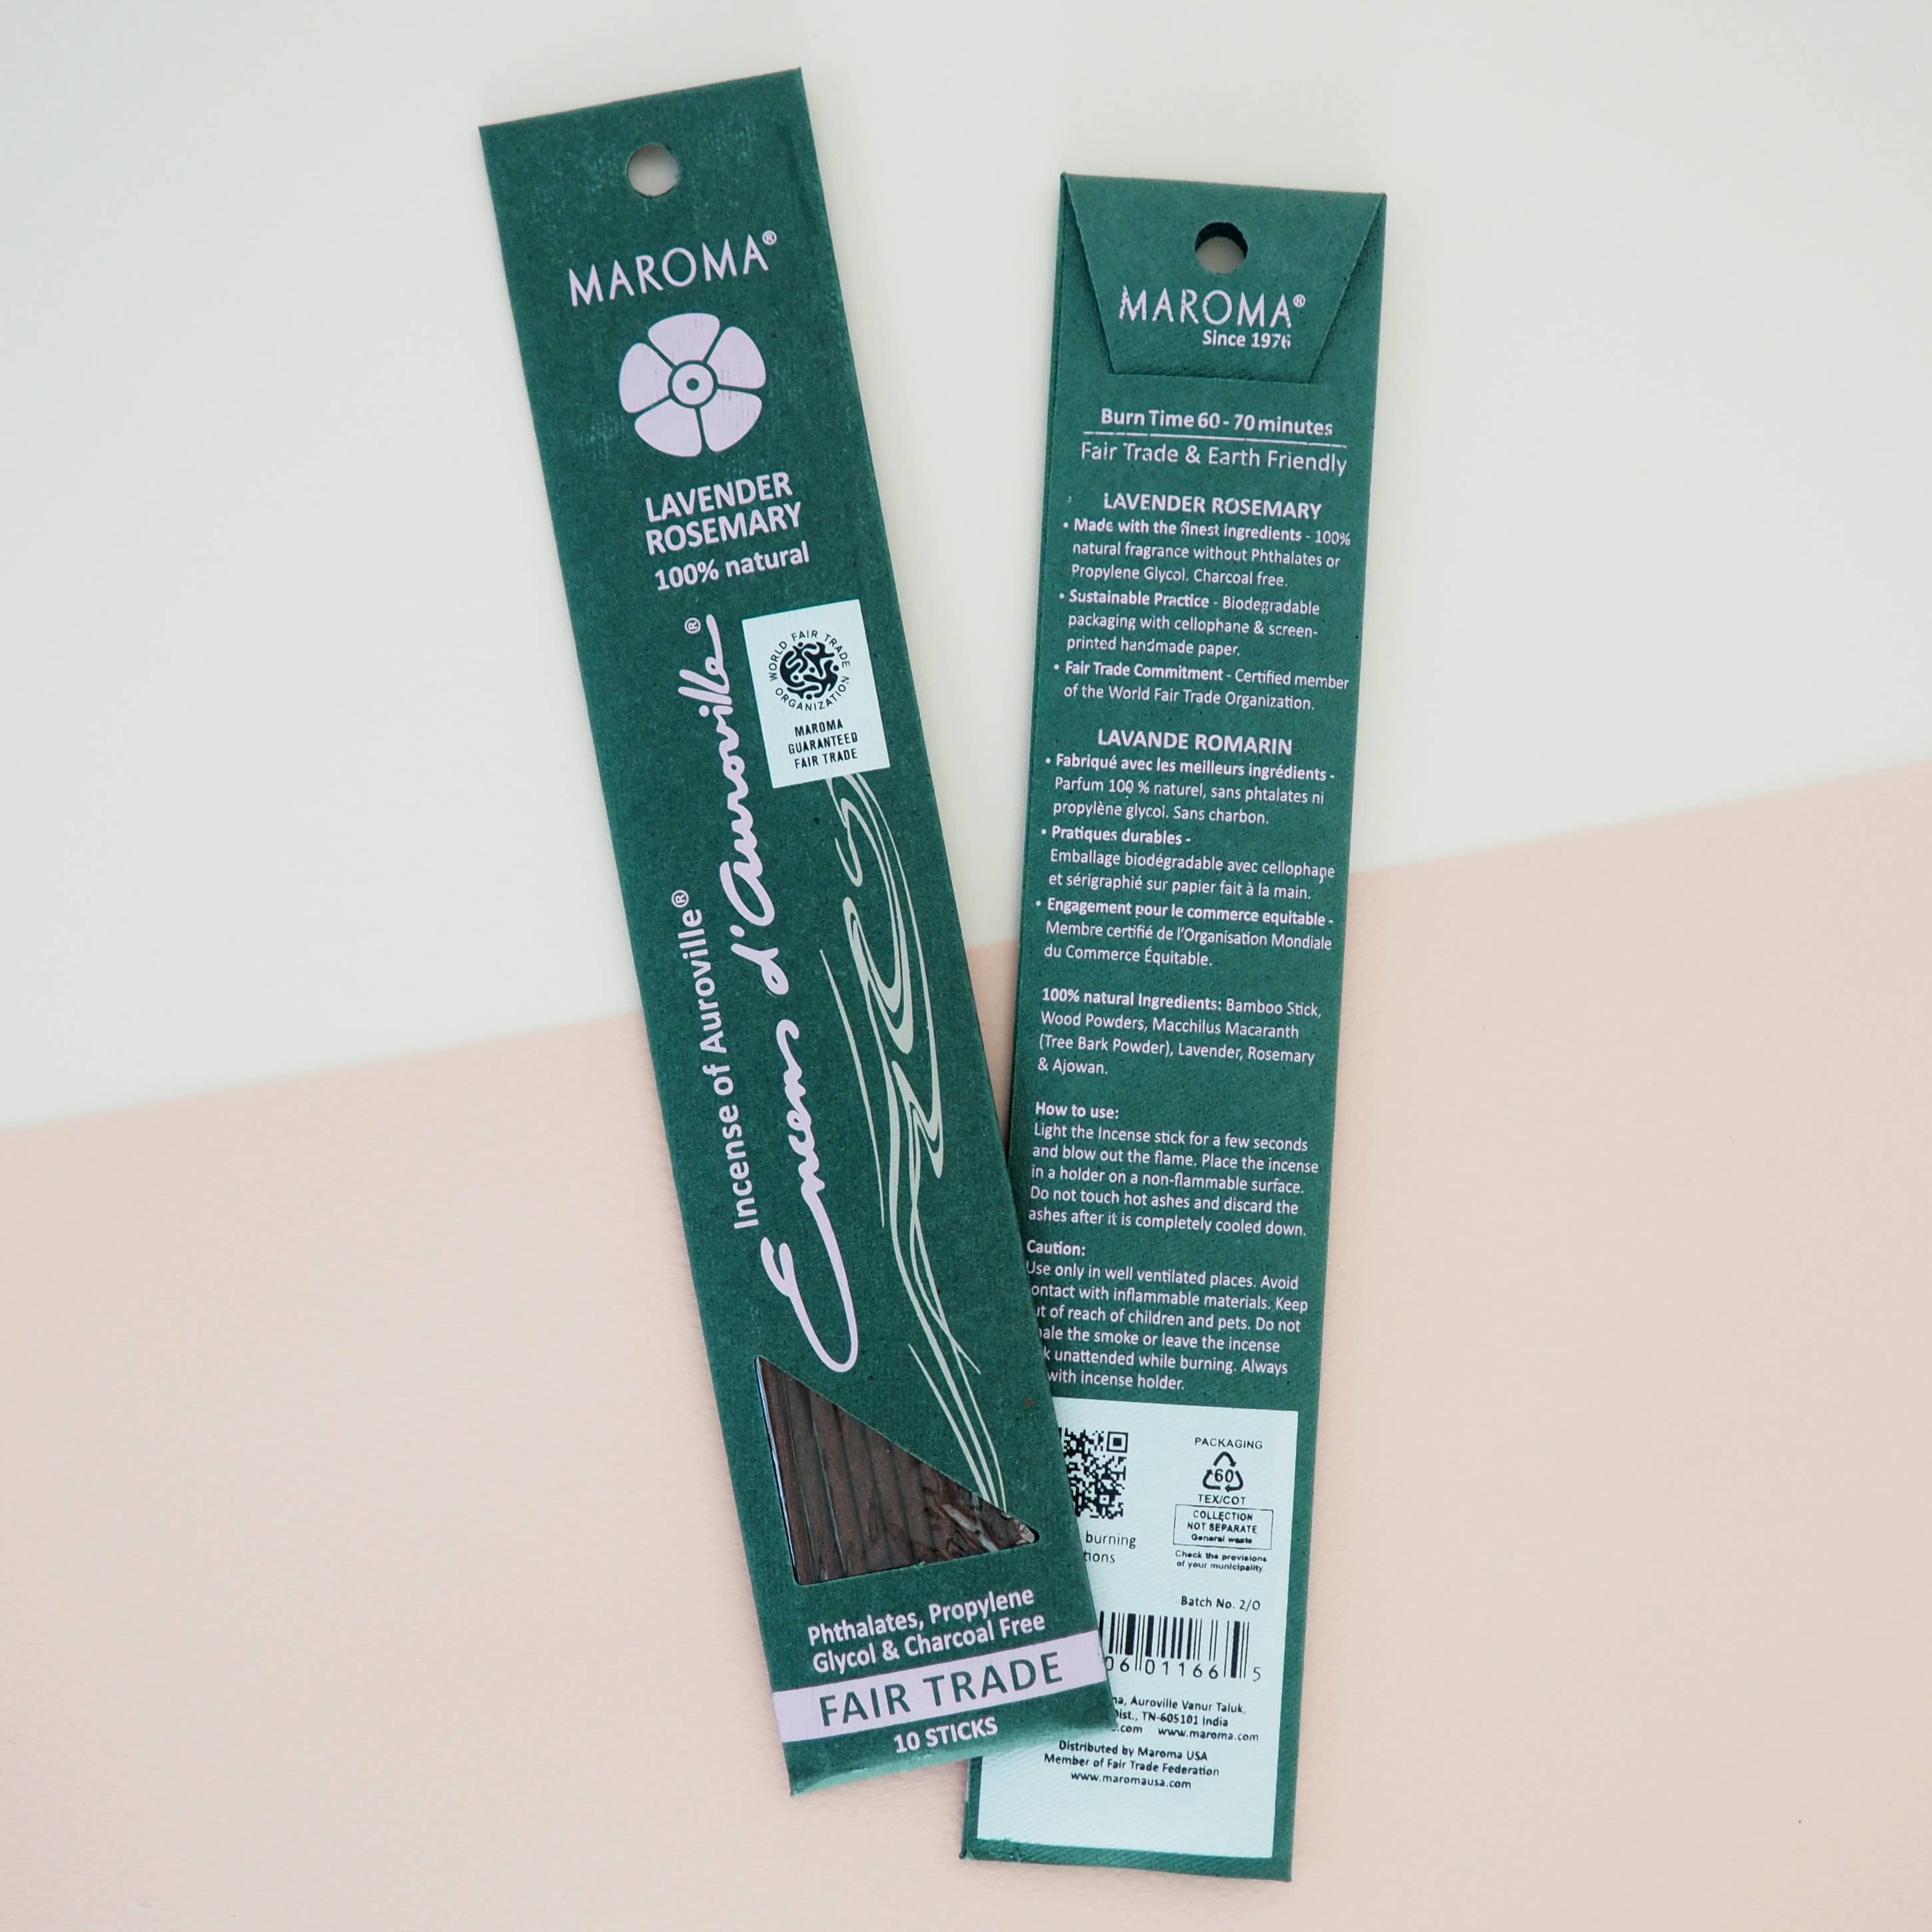 MAROMA®
LAVENDER
ROSEMARY
100% natural
WORLD FAIR TRADE ORGANIZATION
MAROMA
GUARANTEED
FAIR TRADE
Incense of Auroville®
Encens d'Auroville®
Phthalates, Propylene
Glycol & Charcoal Free
FAIR TRADE
10 STICKS
MAROMA®
Since 1976
Burn Time 60 - 70 minutes
Fair Trade & Earth Friendly
LAVENDER ROSEMARY
• Made with the finest ingredients - 100%
natural fragrance without Phthalates or
Propylene Glycol. Charcoal free.
• Sustainable Practice - Biodegradable
packaging with cellophane & screen-
printed handmade paper.
• Fair Trade Commitment - Certified member
of the World Fair Trade Organization.
LAVANDE ROMARIN
• Fabriqué avec les meilleurs ingrédients -
Parfum 100 % naturel, sans phtalates ni
propylène glycol. Sans charbon.
• Pratiques durables -
Emballage biodégradable avec cellophane
et sérigraphié sur papier fait à la main.
• Engagement pour le commerce equitable -
Membre certifié de l'Organisation Mondiale
du Commerce Équitable.
100% natural Ingredients: Bamboo Stick,
Wood Powders, Macchilus Macaranth
(Tree Bark Powder), Lavender, Rosemary
& Ajowan.
How to use:
Light the Incense stick for a few seconds
and blow out the flame. Place the incense
in a holder on a non-flammable surface.
Do not touch hot ashes and discard the
ashes after it is completely cooled down.
Caution:
Use only in well ventilated places. Avoid
ontact with inflammable materials. Keep
of reach of children and pets. Do not
the smoke or leave the incense
unattended while burning. Always
with incense holder.
burning
PACKAGING
60
TEX/COT
COLLECTION
NOT SEPARATE
General waste
Check the provisions
of your municipality
Batch No. 2/O
06 01166 5
Auroville Vanur Taluk,
Dist., TN-605101 India
.com www.maroma.com
Distributed by Maroma USA
Member of Fair Trade Federation
www.maromausa.com